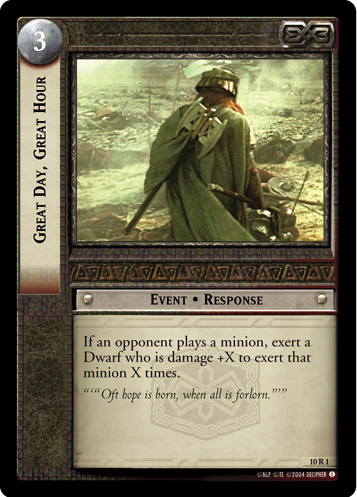 3
GREAT DAY, GREAT HOUR
EVENT • RESPONSE
If an opponent plays a minion, exert a
Dwarf who is damage +X to exert that
minion X times.
“‘“Oft hope is born, when all is forlorn.”’”
10 R 1
©NLP ©TE ©2004 DECIPHER